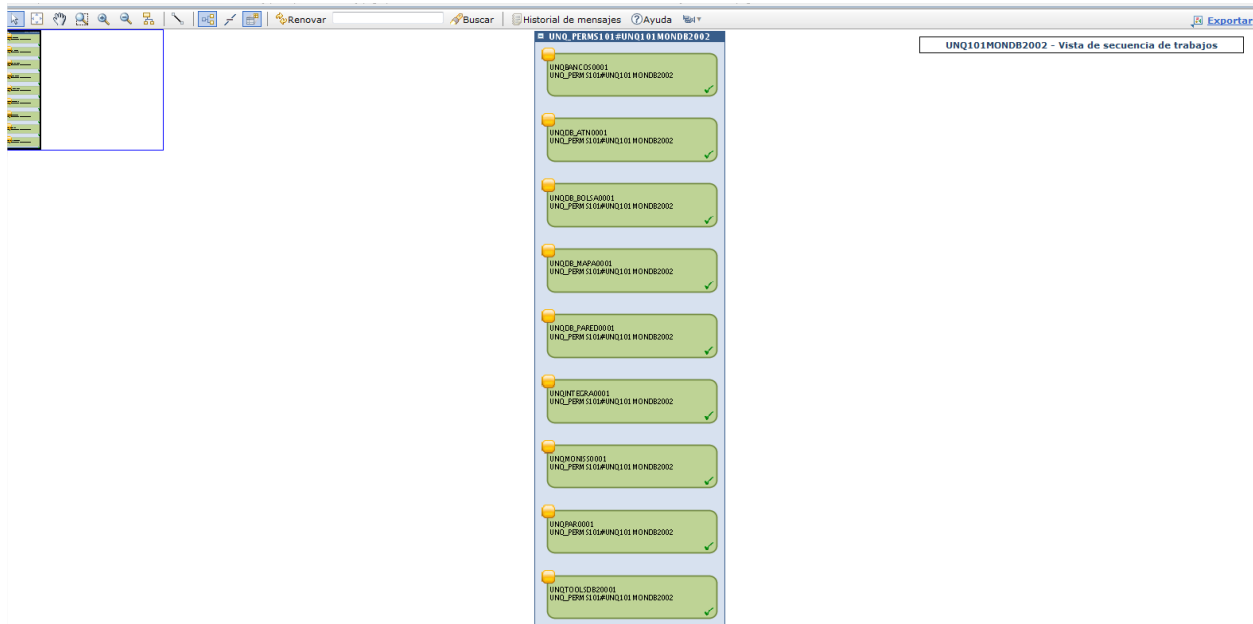 Renovar
Buscar
Historial de mensajes
Ayuda
Exportar
UNQ_PERMS101#UNQ101MONDB2002
UNQ101MONDB2002 - Vista de secuencia de trabajos
UNQBANCOS0001
UNQ_PERMS101#UNQ101MONDB2002
UNQDB_ATN0001
UNQ_PERMS101#UNQ101MONDB2002
UNQDB_BOLSA0001
UNQ_PERMS101#UNQ101MONDB2002
UNQDB_MAPA0001
UNQ_PERMS101#UNQ101MONDB2002
UNQDB_PARED0001
UNQ_PERMS101#UNQ101MONDB2002
UNQINTEGRA0001
UNQ_PERMS101#UNQ101MONDB2002
UNQMONISS0001
UNQ_PERMS101#UNQ101MONDB2002
UNQPAR0001
UNQ_PERMS101#UNQ101MONDB2002
UNQTOOLSDB20001
UNQ_PERMS101#UNQ101MONDB2002